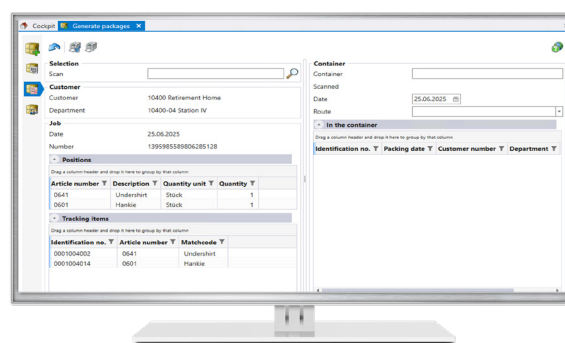 Cockpit Generate packages
Selection
Scan
Customer
Customer 10400 Retirement Home
Department 10400-04 Station IV
Job
Date 25.06.2025
Number 1395985589806285128
Positions
Drag a column header and drop it here to group by that column
Article number Description Quantity unit Quantity
0641 Undershirt Stück 1
0601 Hankie Stück 1
Tracking items
Drag a column header and drop it here to group by that column
Identification no. Article number Matchcode
0001004002 0641 Undershirt
0001004014 0601 Hankie
Container
Container
Scanned
Date 25.06.2025
Route
In the container
Drag a column header and drop it here to group by that column
Identification no. Packing date Customer number Department